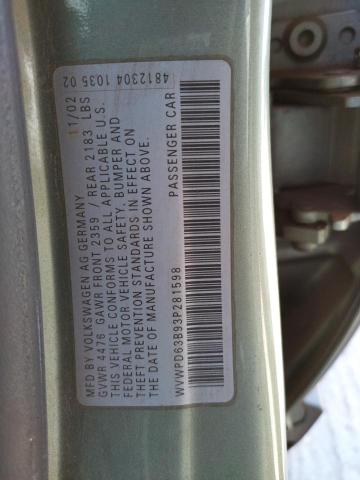 4812304 1035 02
MFD BY VOLKSWAGEN AG GERMANY 11/02
GVWR 4476 GAWR FRONT 2359 / REAR 2183 LBS
THIS VEHICLE CONFORMS TO ALL APPLICABLE U.S.
FEDERAL MOTOR VEHICLE SAFETY, BUMPER AND
THEFT PREVENTION STANDARDS IN EFFECT ON
THE DATE OF MANUFACTURE SHOWN ABOVE.
WVWPD63B93P281598 PASSENGER CAR